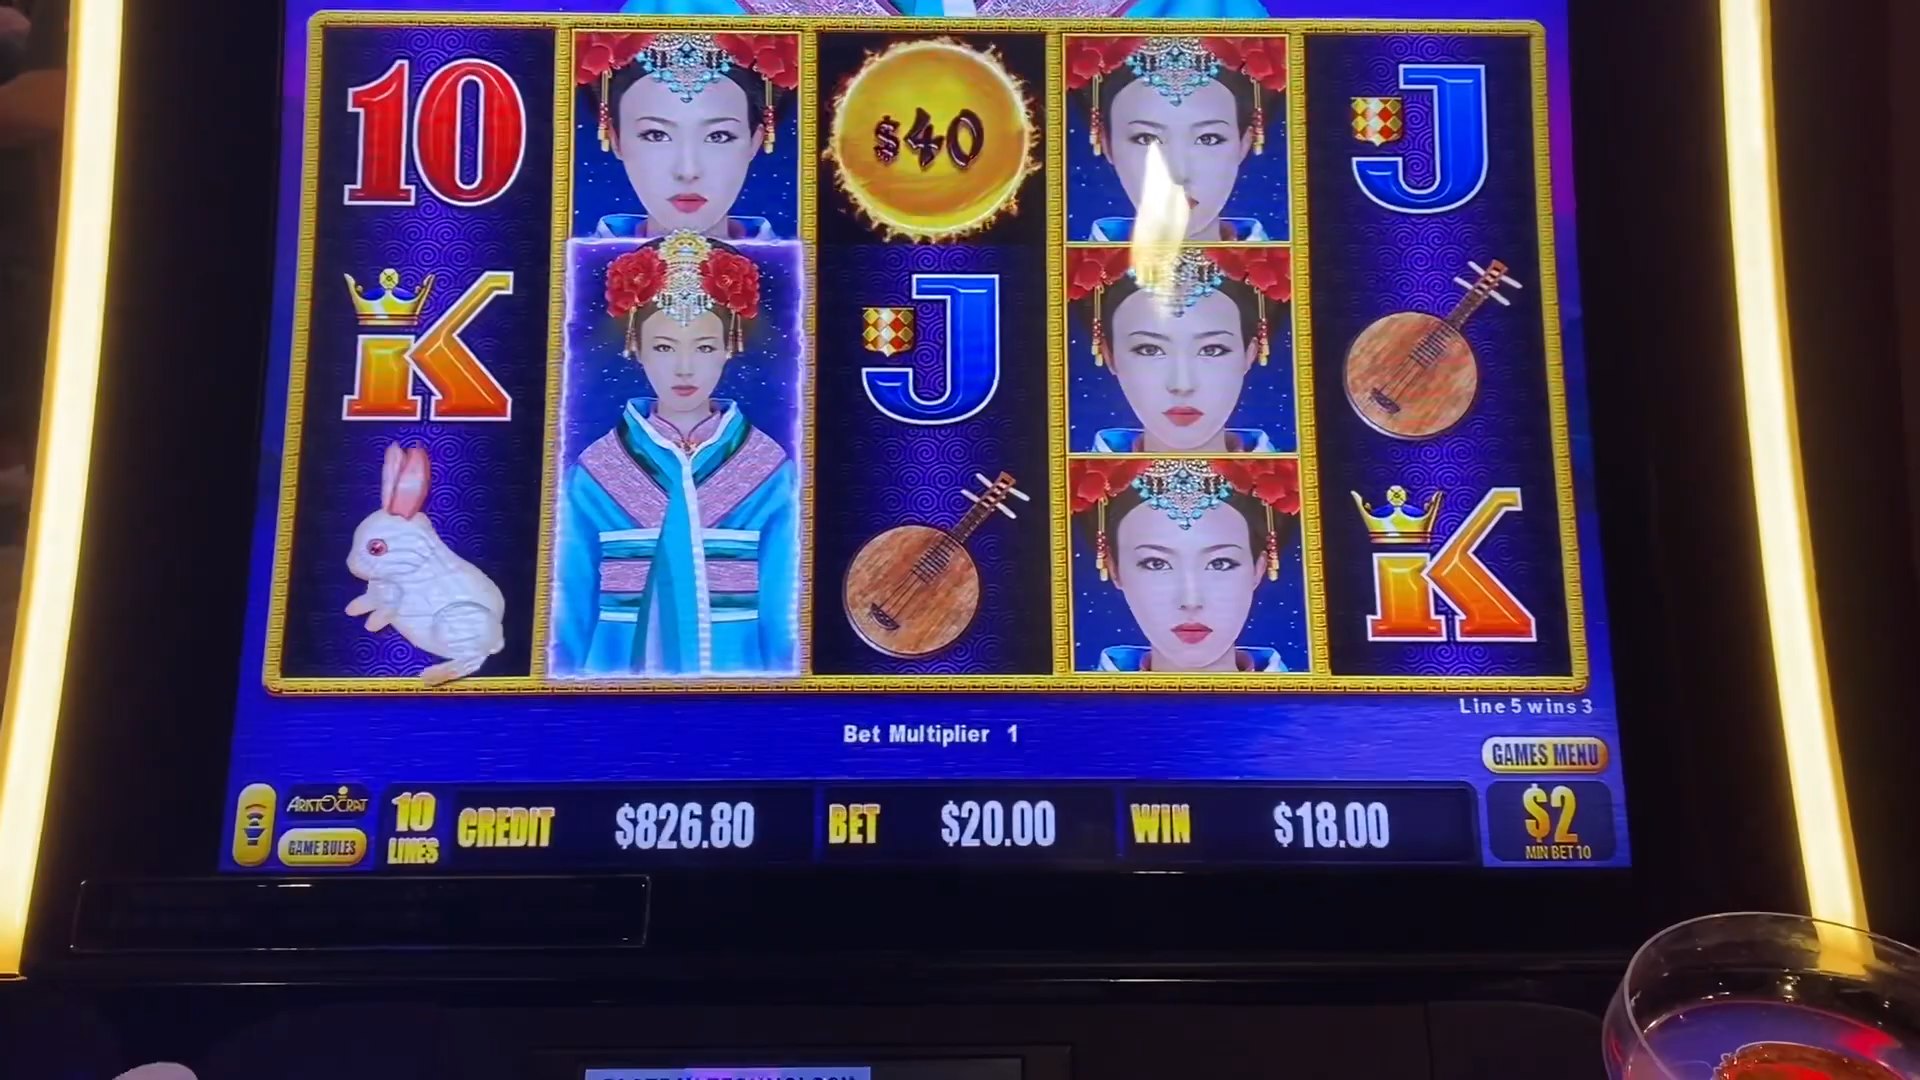 10
$40
J
K
J
K
Line 5 wins 3
Bet Multiplier 1
GAMES MENU
ARISTOCRAT
GAME RULES
10 LINES
CREDIT $826.80
BET $20.00
WIN $18.00
$2
MIN BET 10